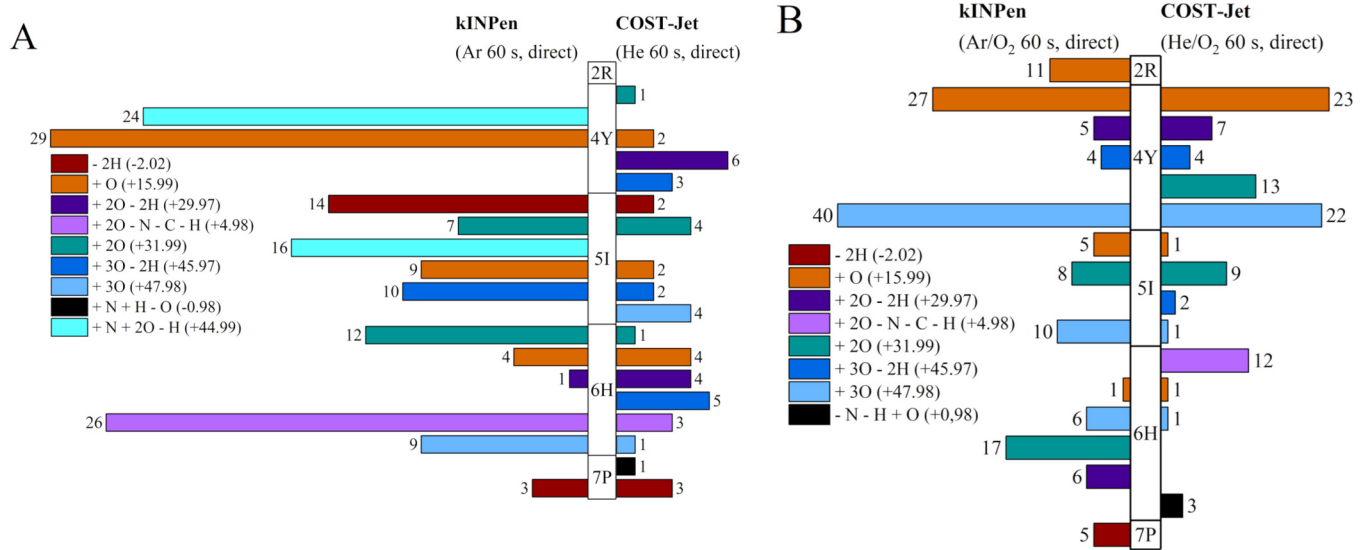 A
kINPen COST-Jet
(Ar 60 s, direct) (He 60 s, direct)
2R
1
24
29 4Y 2
6
3
14 2
7 4
16 5I
9 2
10 2
4
12 1
4 4
1 6H 4
5
26 3
9 1
7P 1
3 3
- 2H (-2.02)
+ O (+15.99)
+ 2O - 2H (+29.97)
+ 2O - N - C - H (+4.98)
+ 2O (+31.99)
+ 3O - 2H (+45.97)
+ 3O (+47.98)
+ N + H - O (-0.98)
+ N + 2O - H (+44.99)
B
kINPen COST-Jet
(Ar/O₂ 60 s, direct) (He/O₂ 60 s, direct)
11 2R
27 23
5 7
4 4Y 4
13
40 22
5 1
8 5I 9
2
10 1
12
1 1
6 6H 1
17
6
3
5 7P
- 2H (-2.02)
+ O (+15.99)
+ 2O - 2H (+29.97)
+ 2O - N - C - H (+4.98)
+ 2O (+31.99)
+ 3O - 2H (+45.97)
+ 3O (+47.98)
- N - H + O (+0,98)